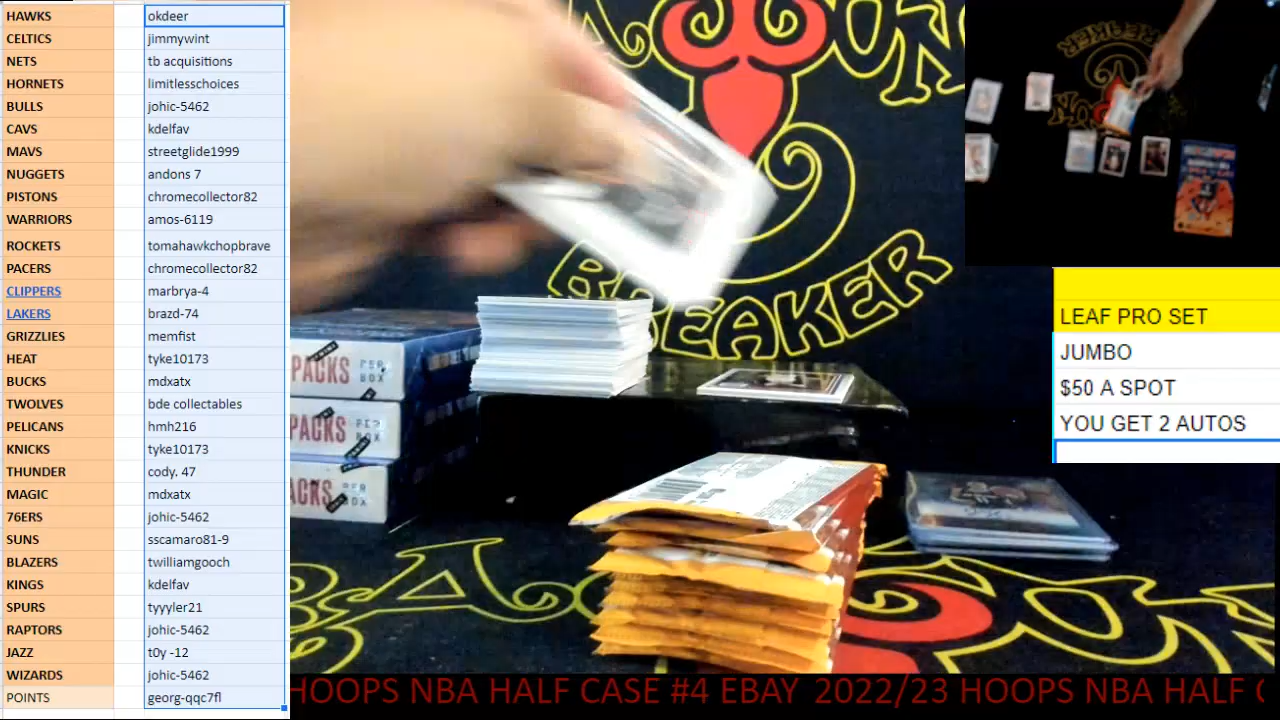 HAWKS okdeer
CELTICS jimmywint
NETS tb acquisitions
HORNETS limitlesschoices
BULLS johic-5462
CAVS kdelfav
MAVS streetglide1999
NUGGETS andons 7
PISTONS chromecollector82
WARRIORS amos-6119
ROCKETS tomahawkchopbrave
PACERS chromecollector82
CLIPPERS marbrya-4
LAKERS brazd-74
GRIZZLIES memfist
HEAT tyke10173
BUCKS mdxatx
TWOLVES bde collectables
PELICANS hmh216
KNICKS tyke10173
THUNDER cody. 47
MAGIC mdxatx
76ERS johic-5462
SUNS sscamaro81-9
BLAZERS twilliamgooch
KINGS kdelfav
SPURS tyyyler21
RAPTORS johic-5462
JAZZ t0y -12
WIZARDS johic-5462
POINTS georg-qqc7fl
BREAKER
PACKS PER BOX
PACKS PER BOX
PACKS PER BOX
BREAKER
LEAF PRO SET
JUMBO
$50 A SPOT
YOU GET 2 AUTOS
HOOPS NBA HALF CASE #4 EBAY 2022/23 HOOPS NBA HALF